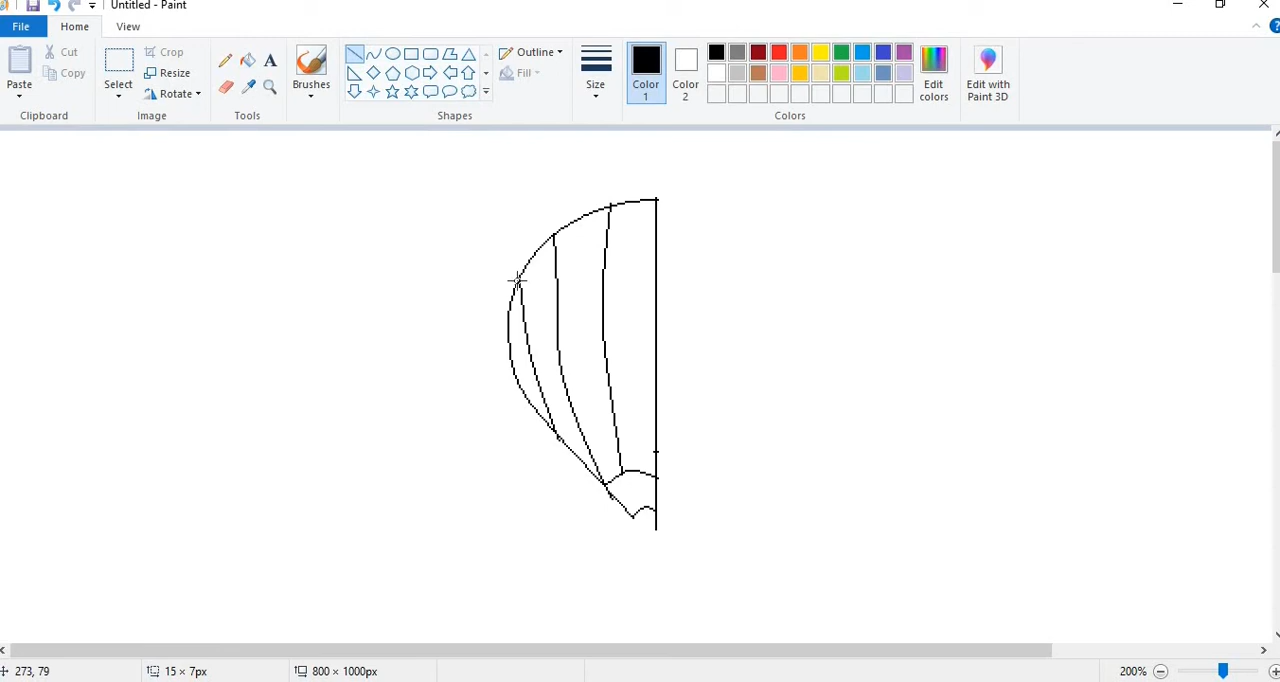 Untitled - Paint
File Home View
Paste
Cut
Copy
Clipboard
Select
Crop
Resize
Rotate
Image
Tools
Brushes
Shapes
Outline
Fill
Size
Color 1
Color 2
Colors
Edit colors
Edit with Paint 3D
273, 79
15 × 7px
800 × 1000px
200%